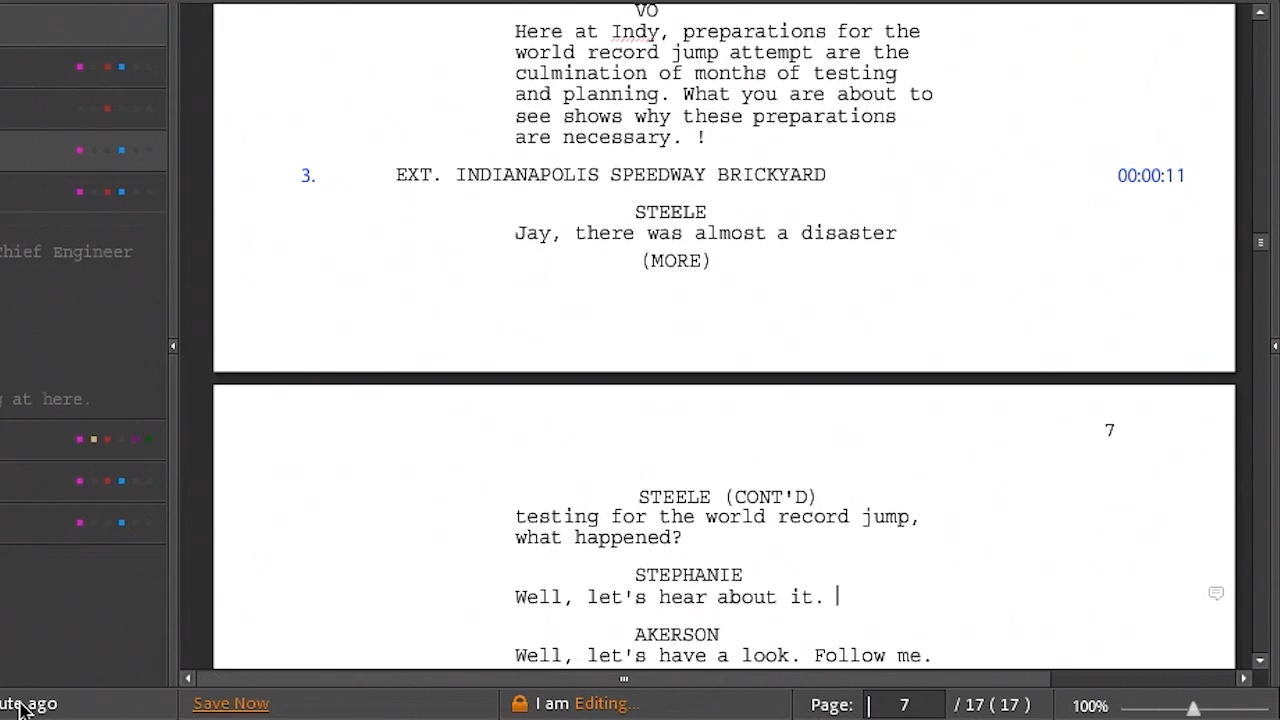 VO
Here at Indy, preparations for the
world record jump attempt are the
culmination of months of testing
and planning. What you are about to
see shows why these preparations
are necessary. !
3. EXT. INDIANAPOLIS SPEEDWAY BRICKYARD 00:00:11
STEELE
Jay, there was almost a disaster
(MORE)
7
STEELE (CONT'D)
testing for the world record jump,
what happened?
STEPHANIE
Well, let's hear about it.
AKERSON
Well, let's have a look. Follow me.
Chief Engineer
at here.
ago
Save Now
I am Editing...
Page: 7 / 17 ( 17 )
100%